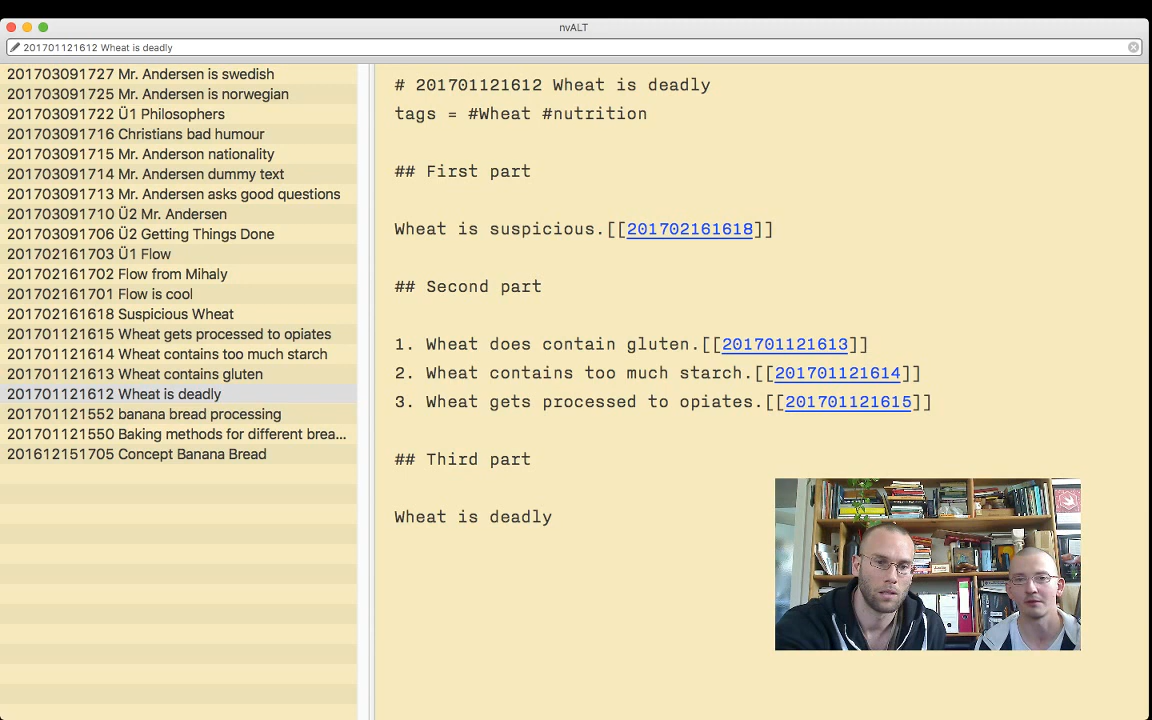 nvALT
201701121612 Wheat is deadly
201703091727 Mr. Andersen is swedish
201703091725 Mr. Andersen is norwegian
201703091722 Ü1 Philosophers
201703091716 Christians bad humour
201703091715 Mr. Anderson nationality
201703091714 Mr. Andersen dummy text
201703091713 Mr. Andersen asks good questions
201703091710 Ü2 Mr. Andersen
201703091706 Ü2 Getting Things Done
201702161703 Ü1 Flow
201702161702 Flow from Mihaly
201702161701 Flow is cool
201702161618 Suspicious Wheat
201701121615 Wheat gets processed to opiates
201701121614 Wheat contains too much starch
201701121613 Wheat contains gluten
201701121612 Wheat is deadly
201701121552 banana bread processing
201701121550 Baking methods for different brea...
201612151705 Concept Banana Bread
# 201701121612 Wheat is deadly
tags = #Wheat #nutrition
## First part
Wheat is suspicious.[[201702161618]]
## Second part
1. Wheat does contain gluten.[[201701121613]]
2. Wheat contains too much starch.[[201701121614]]
3. Wheat gets processed to opiates.[[201701121615]]
## Third part
Wheat is deadly